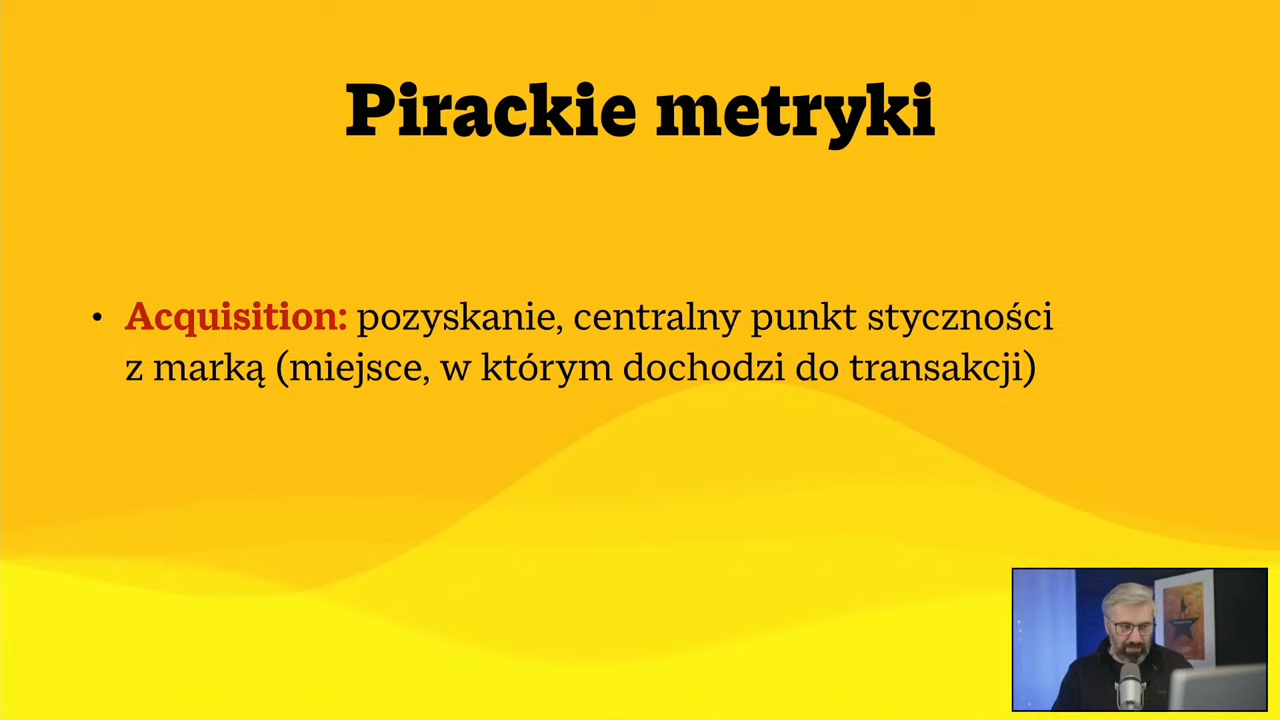 Pirackie metryki
• Acquisition: pozyskanie, centralny punkt styczności
z marką (miejsce, w którym dochodzi do transakcji)